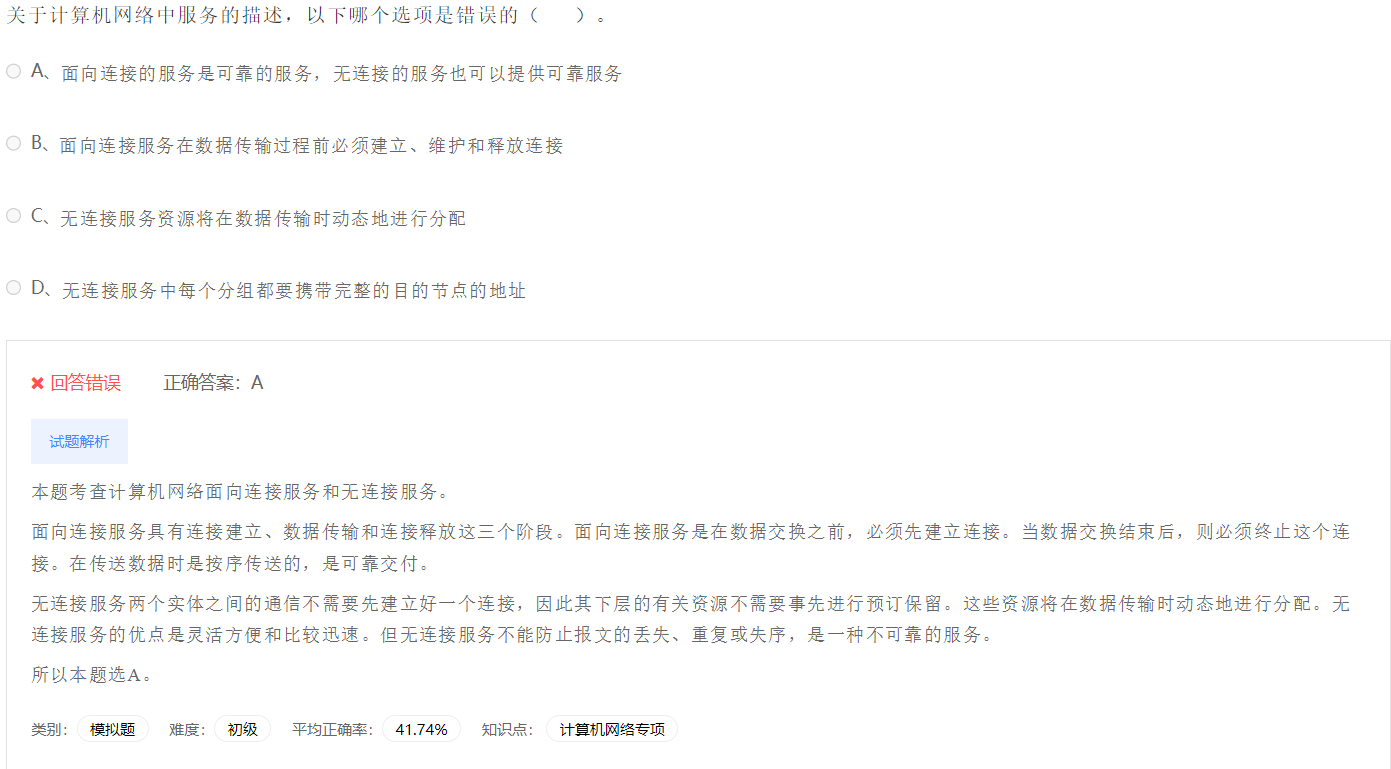 关于计算机网络中服务的描述，以下哪个选项是错误的（　　）。
A、面向连接的服务是可靠的服务，无连接的服务也可以提供可靠服务
B、面向连接服务在数据传输过程前必须建立、维护和释放连接
C、无连接服务资源将在数据传输时动态地进行分配
D、无连接服务中每个分组都要携带完整的目的节点的地址
回答错误 正确答案：A
试题解析
本题考查计算机网络面向连接服务和无连接服务。
面向连接服务具有连接建立、数据传输和连接释放这三个阶段。面向连接服务是在数据交换之前，必须先建立连接。当数据交换结束后，则必须终止这个连
接。在传送数据时是按序传送的，是可靠交付。
无连接服务两个实体之间的通信不需要先建立好一个连接，因此其下层的有关资源不需要事先进行预订保留。这些资源将在数据传输时动态地进行分配。无
连接服务的优点是灵活方便和比较迅速。但无连接服务不能防止报文的丢失、重复或失序，是一种不可靠的服务。
所以本题选A。
类别： 模拟题 难度： 初级 平均正确率： 41.74% 知识点： 计算机网络专项